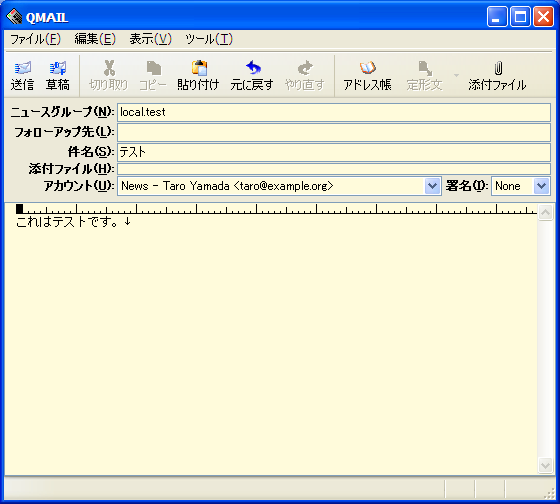 QMAIL
ファイル(F) 編集(E) 表示(V) ツール(T)
送信 草稿 切り取り コピー 貼り付け 元に戻す やり直す アドレス帳 定形文 添付ファイル
ニュースグループ(N): local.test
フォローアップ先(L):
件名(S): テスト
添付ファイル(H):
アカウント(U): News - Taro Yamada <taro@example.org> 署名(I): None
これはテストです。↓